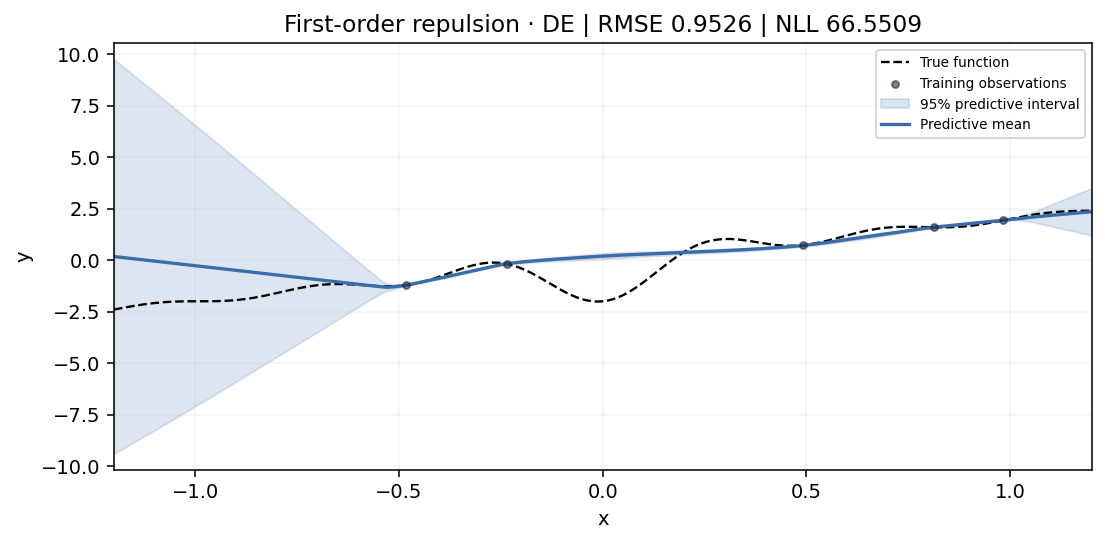 First-order repulsion · DE | RMSE 0.9526 | NLL 66.5509
True function
Training observations
95% predictive interval
Predictive mean
10.0
7.5
5.0
2.5
0.0
−2.5
−5.0
−7.5
−10.0
y
−1.0
−0.5
0.0
0.5
1.0
x